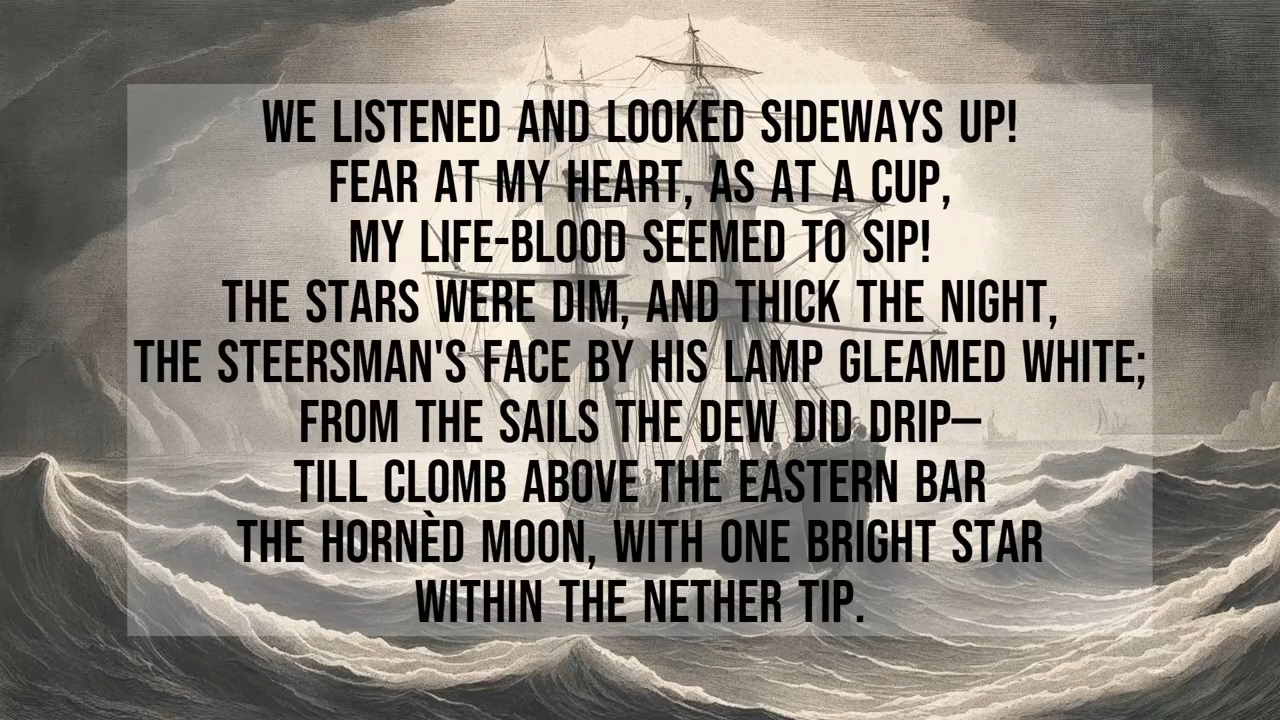 WE LISTENED AND LOOKED SIDEWAYS UP!
FEAR AT MY HEART, AS AT A CUP,
MY LIFE-BLOOD SEEMED TO SIP!
THE STARS WERE DIM, AND THICK THE NIGHT,
THE STEERSMAN'S FACE BY HIS LAMP GLEAMED WHITE;
FROM THE SAILS THE DEW DID DRIP—
TILL CLOMB ABOVE THE EASTERN BAR
THE HORNÈD MOON, WITH ONE BRIGHT STAR
WITHIN THE NETHER TIP.